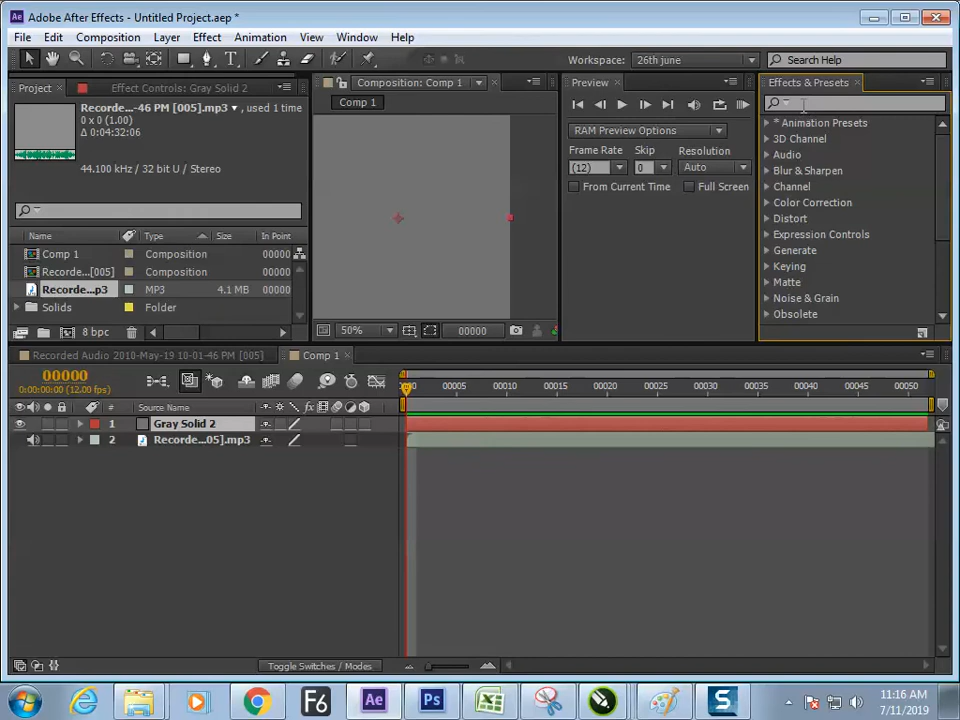 Adobe After Effects - Untitled Project.aep *
File Edit Composition Layer Effect Animation View Window Help
Workspace: 26th june Search Help
Project Effect Controls: Gray Solid 2
Composition: Comp 1
Preview
Effects & Presets
Recorde...-46 PM [005].mp3, used 1 time
0 x 0 (1.00)
Δ 0:04:32:06
44.100 kHz / 32 bit U / Stereo
Comp 1
RAM Preview Options
Frame Rate Skip Resolution
(12) 0 Auto
From Current Time Full Screen
* Animation Presets
3D Channel
Audio
Blur & Sharpen
Channel
Color Correction
Distort
Expression Controls
Generate
Keying
Matte
Noise & Grain
Obsolete
Name Type Size In Point
Comp 1 Composition 00000
Recorde...[005] Composition 00000
Recorde...p3 MP3 4.1 MB 00000
Solids Folder
8 bpc
50% 00000
Recorded Audio 2010-May-19 10-01-46 PM [005] Comp 1
00000
0:00:00:00 (12.00 fps)
00005 00010 00015 00020 00025 00030 00035 00040 00045 00050
# Source Name fx
1 Gray Solid 2
2 Recorde...05].mp3
Toggle Switches / Modes
F6 Ae Ps S
11:16 AM
7/11/2019